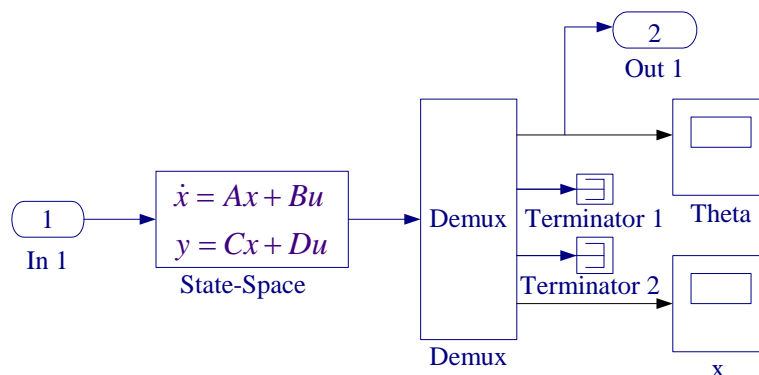 2
Out 1
1
In 1
ẋ = Ax + Bu
y = Cx + Du
State-Space
Demux
Demux
Terminator 1
Terminator 2
Theta
x